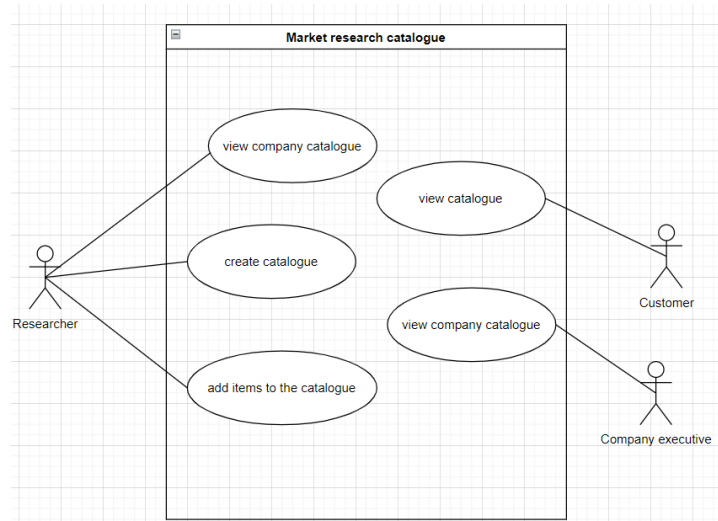 Market research catalogue
view company catalogue
view catalogue
create catalogue
Customer
Researcher
view company catalogue
add items to the catalogue
Company executive